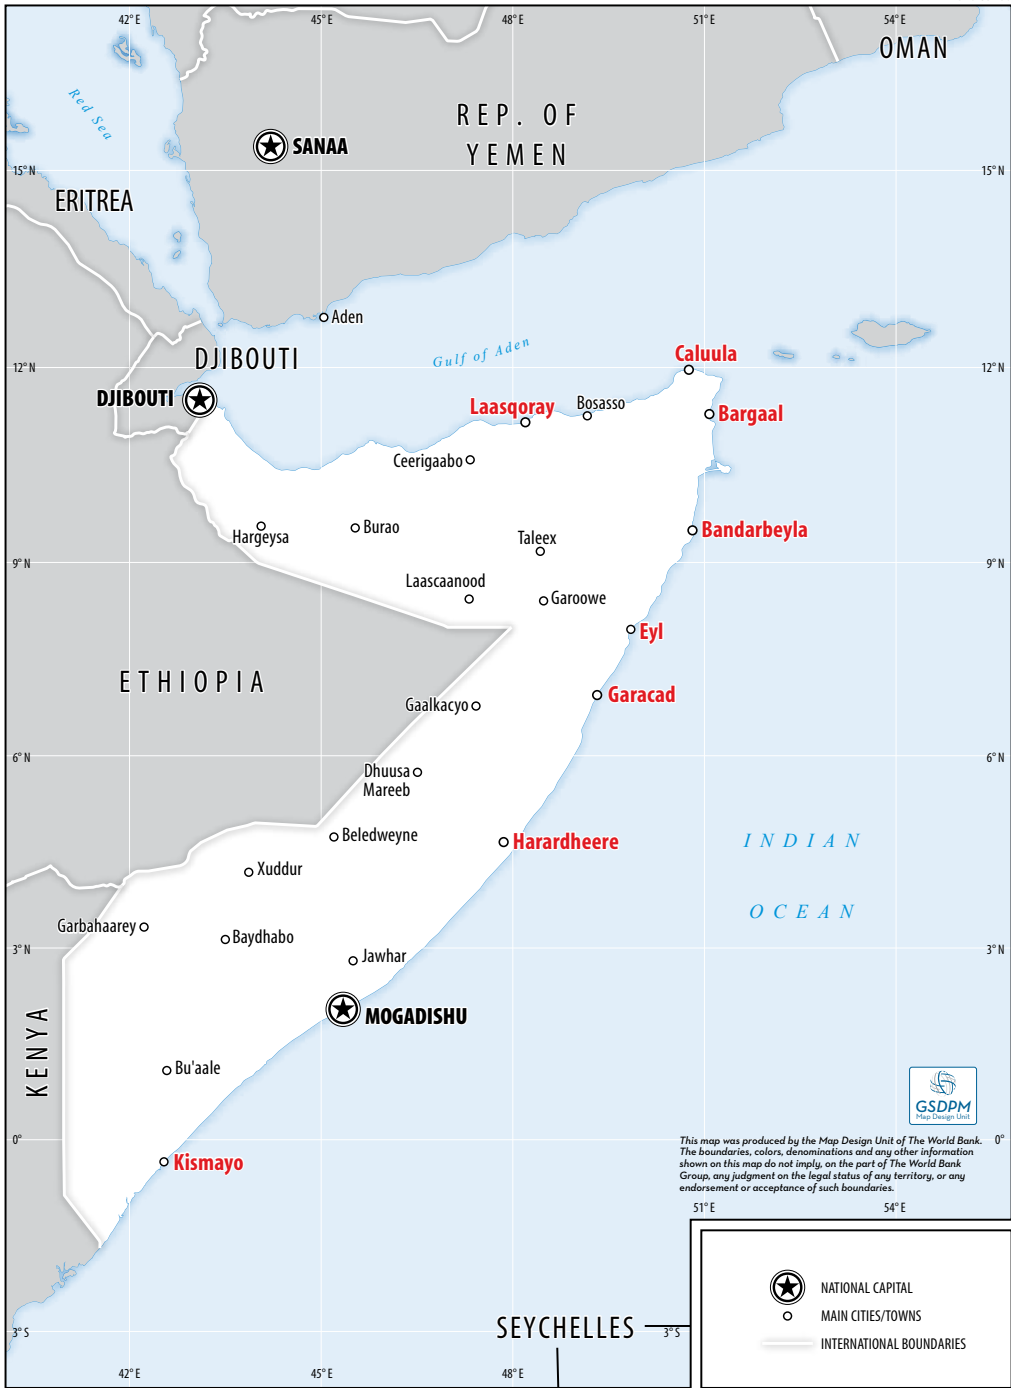 42° E
45° E
48° E
51° E
54° E
OMAN
Red Sea
REP. OF
YEMEN
SANAA
15° N
15° N
ERITREA
Aden
DJIBOUTI
Gulf of Aden
Caluula
12° N
12° N
DJIBOUTI
Laasqoray
Bosasso
Bargaal
Ceerigaabo
Hargeysa
Burao
Taleex
Bandarbeyla
9° N
9° N
Laascaanood
Garoowe
Eyl
ETHIOPIA
Gaalkacyo
Garacad
6° N
6° N
Dhuusa
Mareeb
Beledweyne
Harardheere
INDIAN
OCEAN
Xuddur
Garbahaarey
Baydhabo
Jawhar
3° N
3° N
MOGADISHU
KENYA
Bu'aale
GSDPM
Map Design Unit
0°
0°
Kismayo
This map was produced by the Map Design Unit of The World Bank.
The boundaries, colors, denominations and any other information
shown on this map do not imply, on the part of The World Bank
Group, any judgment on the legal status of any territory, or any
endorsement or acceptance of such boundaries.
51° E
54° E
NATIONAL CAPITAL
MAIN CITIES/TOWNS
INTERNATIONAL BOUNDARIES
SEYCHELLES
3° S
3° S
42° E
45° E
48° E